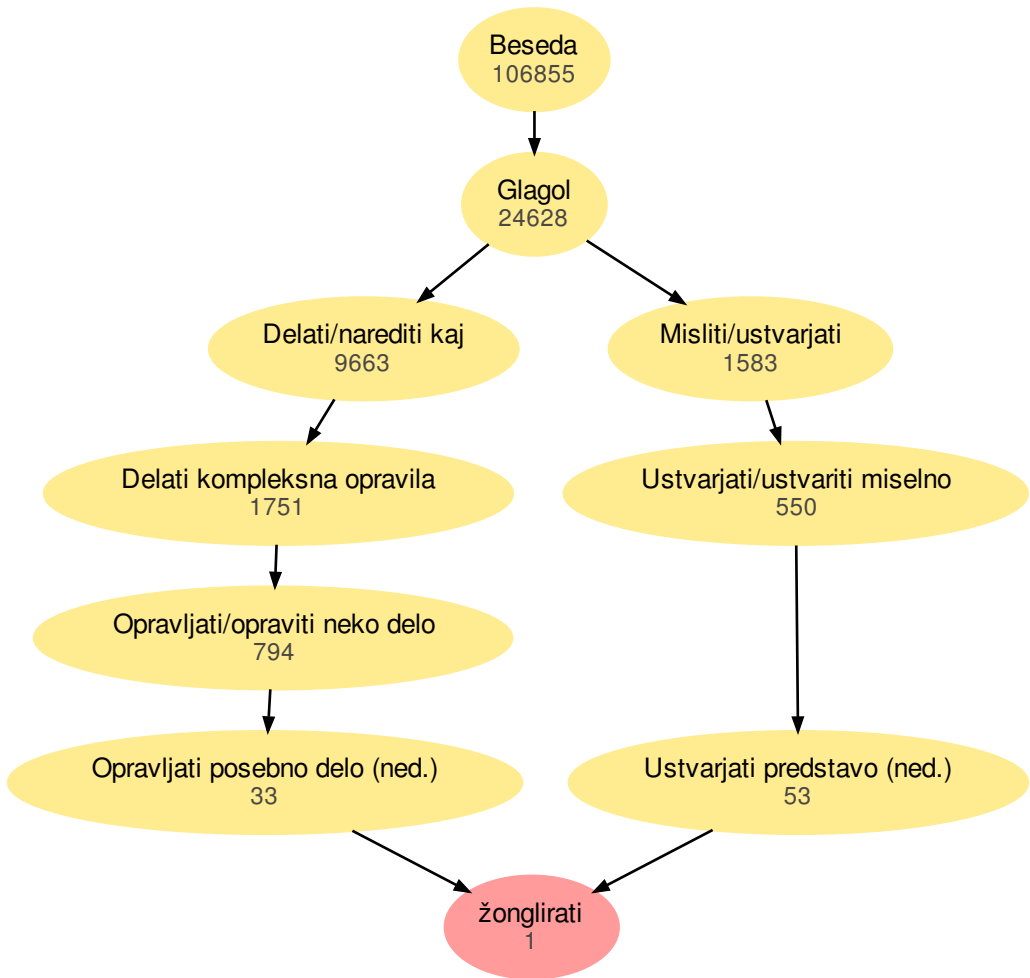 Beseda
106855
Glagol
24628
Delati/narediti kaj
9663
Misliti/ustvarjati
1583
Delati kompleksna opravila
1751
Ustvarjati/ustvariti miselno
550
Opravljati/opraviti neko delo
794
Opravljati posebno delo (ned.)
33
Ustvarjati predstavo (ned.)
53
žonglirati
1